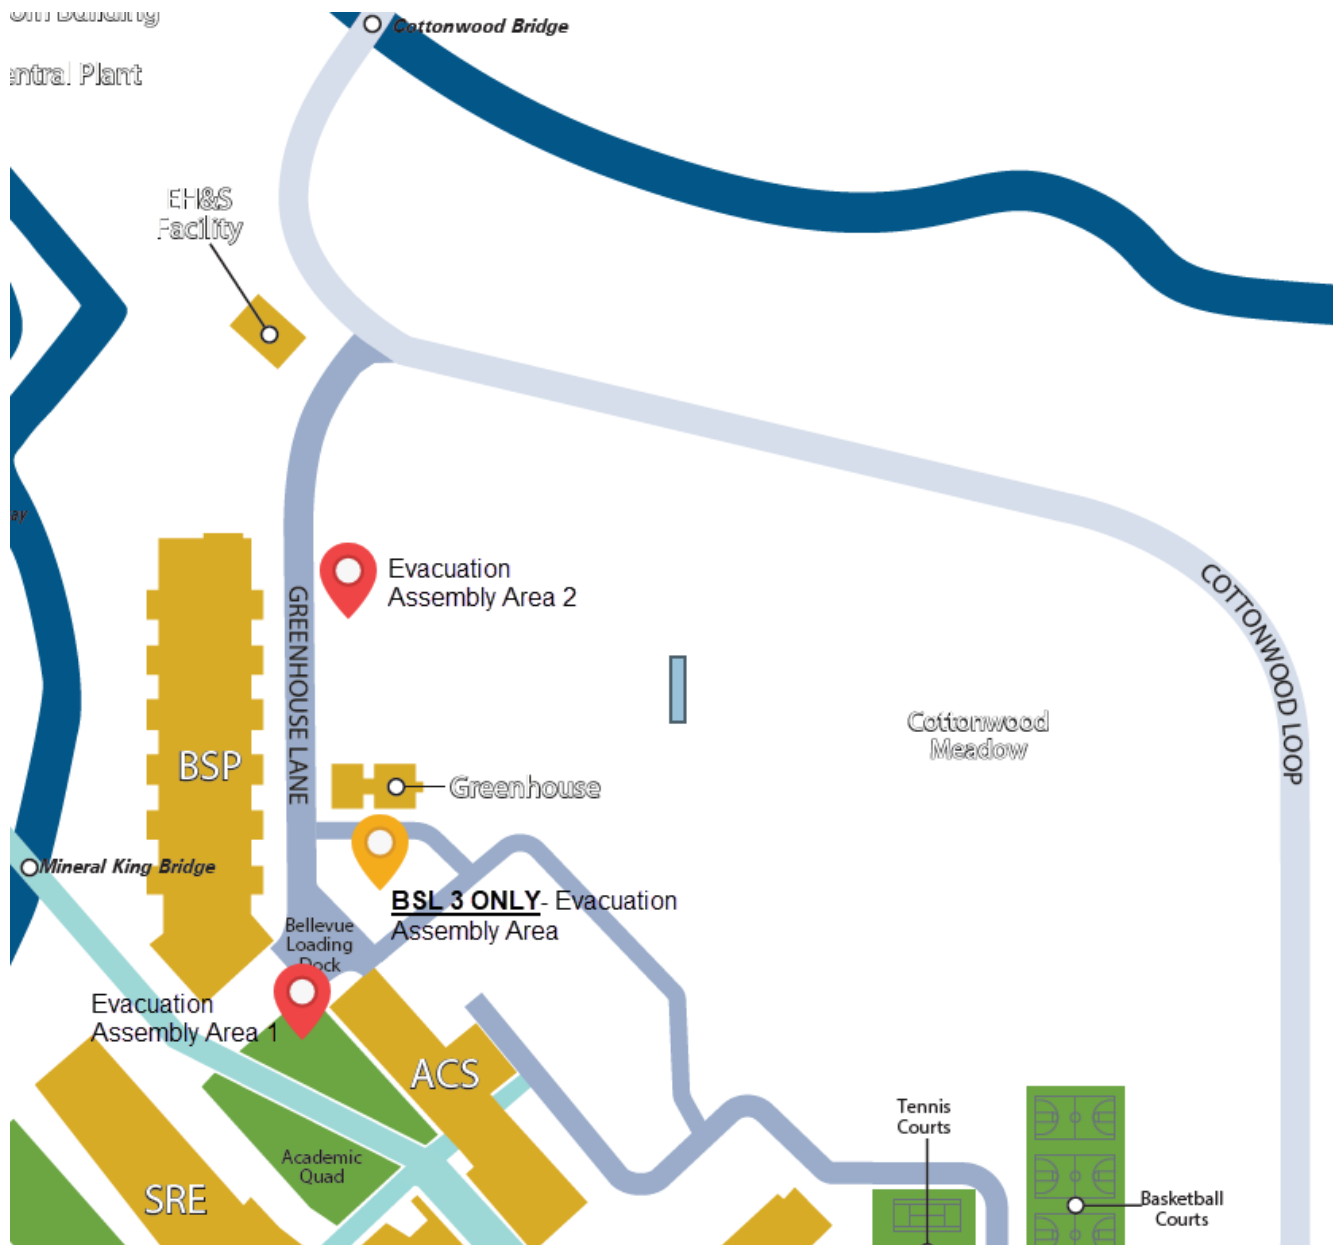 Cottonwood Bridge
Plant
EH&S
Facility
Evacuation
Assembly Area 2
GREENHOUSE LANE
COTTONWOOD LOOP
Cottonwood
Meadow
BSP
Greenhouse
Mineral King Bridge
BSL 3 ONLY- Evacuation
Assembly Area
Bellevue
Loading
Dock
Evacuation
Assembly Area 1
ACS
Academic
Quad
SRE
Tennis
Courts
Basketball
Courts